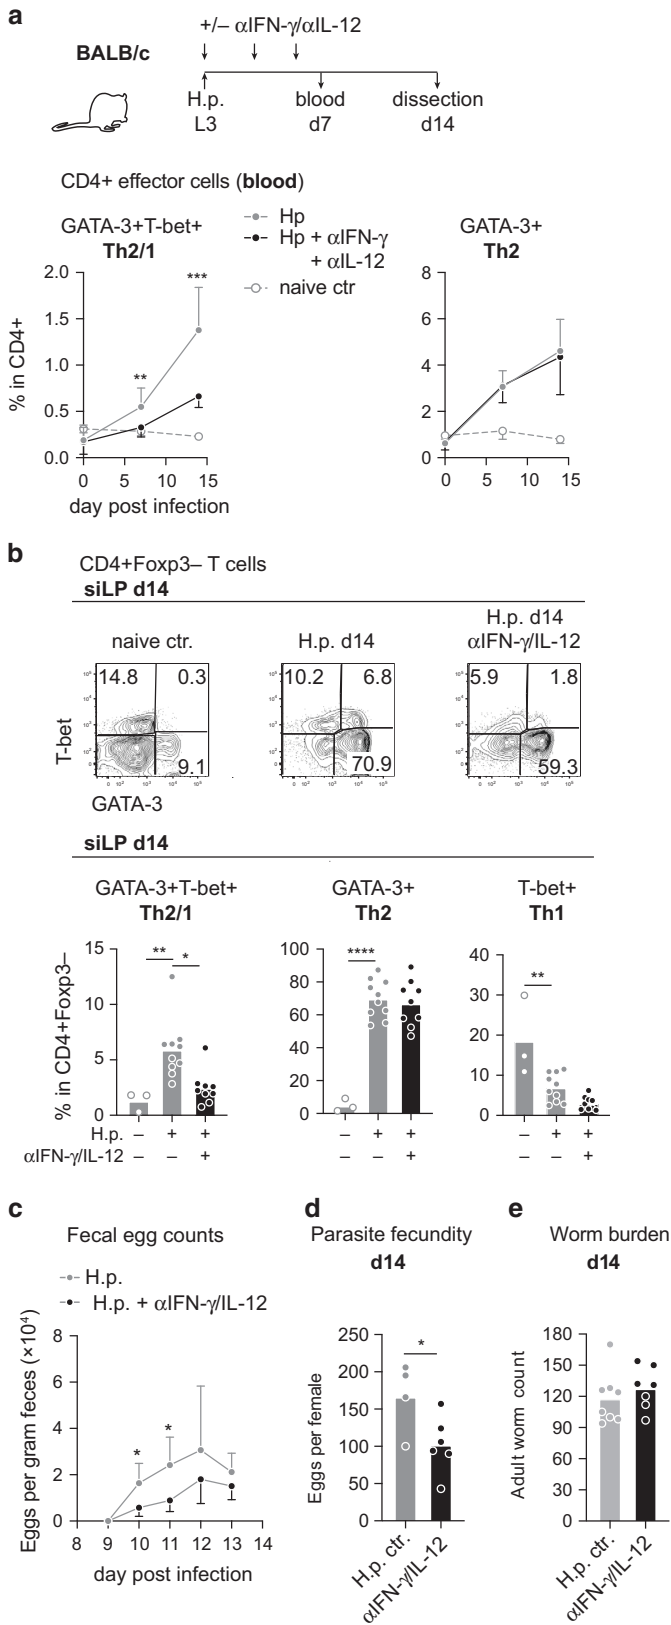 a
+/– αIFN-γ/αIL-12
BALB/c
H.p. blood dissection
L3 d7 d14
CD4+ effector cells (blood)
GATA-3+T-bet+
Th2/1
Hp
Hp + αIFN-γ
+ αIL-12
naive ctr
GATA-3+
Th2
% in CD4+
2.0
1.5
1.0
0.5
0.0
**
***
0 5 10 15
day post infection
8
6
4
2
0
0 5 10 15
b
CD4+Foxp3– T cells
siLP d14
naive ctr. H.p. d14 H.p. d14
αIFN-γ/IL-12
14.8 0.3
9.1
10.2 6.8
70.9
5.9 1.8
59.3
T-bet
GATA-3
siLP d14
GATA-3+T-bet+
Th2/1
GATA-3+
Th2
T-bet+
Th1
% in CD4+Foxp3–
15
10
5
0
** *
100
80
60
40
20
0
****
40
30
20
10
0
**
H.p. – + + – + + – + +
αIFN-γ/IL-12 – – + – – + – – +
c
Fecal egg counts
H.p.
H.p. + αIFN-γ/IL-12
Eggs per gram feces (×10⁴)
8
6
4
2
0
* *
8 9 10 11 12 13 14
day post infection
d
Parasite fecundity
d14
Eggs per female
250
200
150
100
50
0
*
H.p. ctr.
αIFN-γ/IL-12
e
Worm burden
d14
Adult worm count
180
150
120
90
60
30
0
H.p. ctr.
αIFN-γ/IL-12